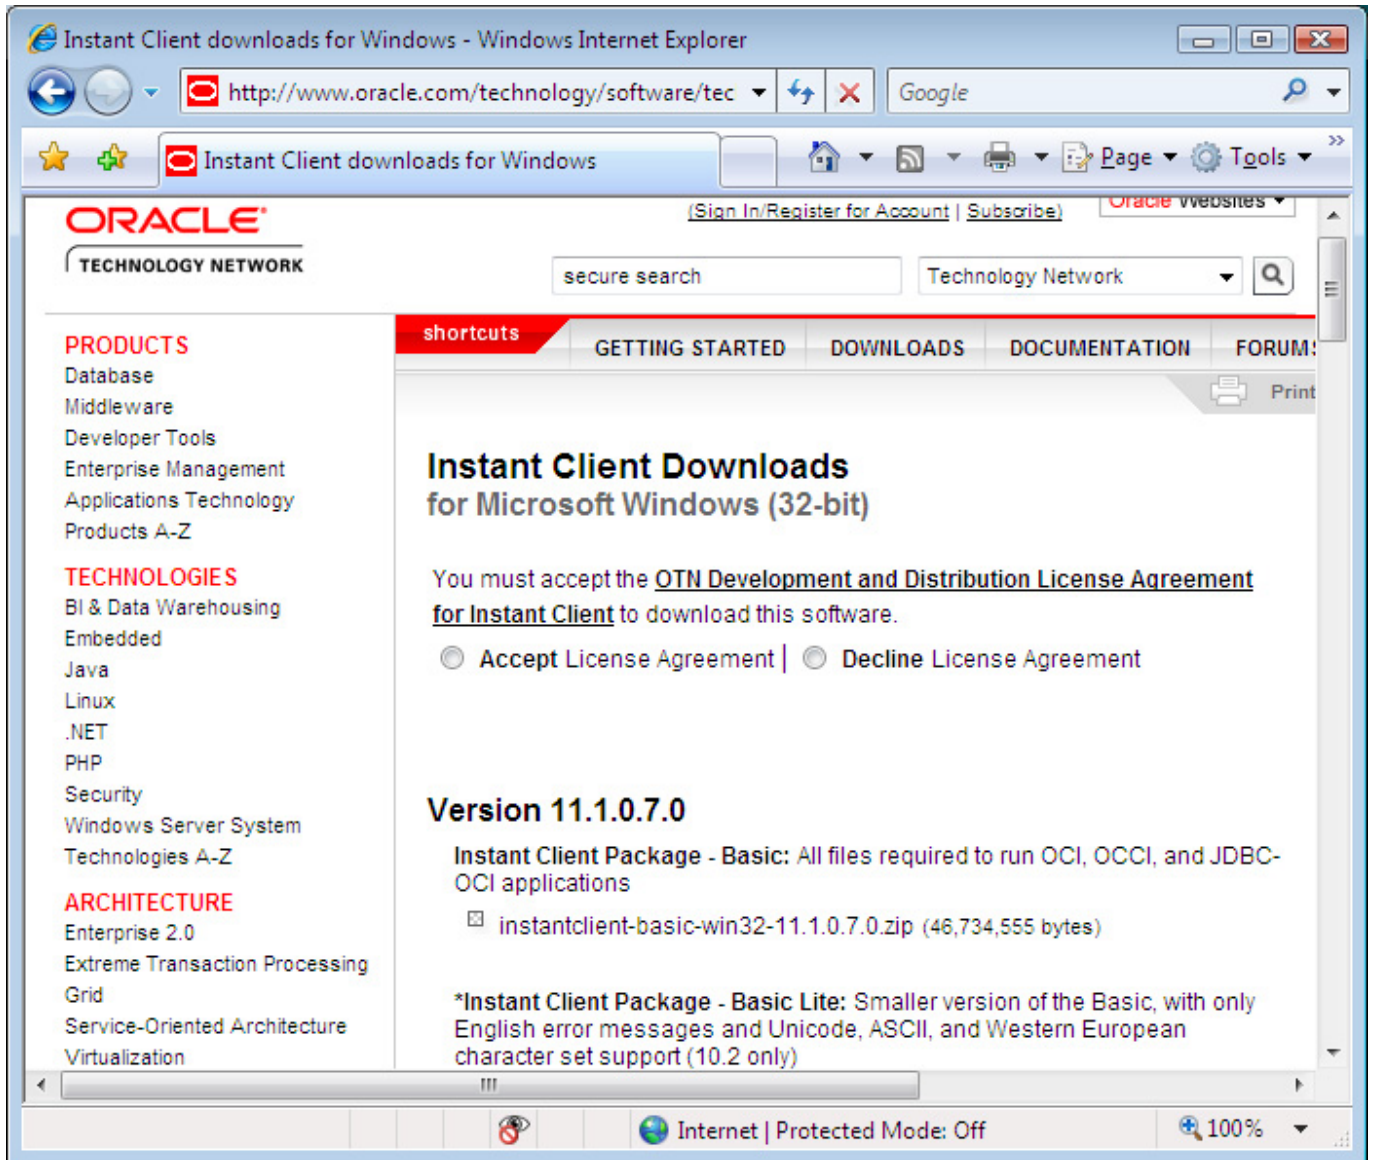 Instant Client downloads for Windows - Windows Internet Explorer
http://www.oracle.com/technology/software/tec
Google
Instant Client downloads for Windows
Page
Tools
ORACLE
TECHNOLOGY NETWORK
(Sign In/Register for Account | Subscribe)
Oracle Websites
secure search
Technology Network
shortcuts
GETTING STARTED
DOWNLOADS
DOCUMENTATION
FORUMS
Print
PRODUCTS
Database
Middleware
Developer Tools
Enterprise Management
Applications Technology
Products A-Z
TECHNOLOGIES
BI & Data Warehousing
Embedded
Java
Linux
.NET
PHP
Security
Windows Server System
Technologies A-Z
ARCHITECTURE
Enterprise 2.0
Extreme Transaction Processing
Grid
Service-Oriented Architecture
Virtualization
Instant Client Downloads
for Microsoft Windows (32-bit)
You must accept the OTN Development and Distribution License Agreement
for Instant Client to download this software.
Accept License Agreement | Decline License Agreement
Version 11.1.0.7.0
Instant Client Package - Basic: All files required to run OCI, OCCI, and JDBC-
OCI applications
instantclient-basic-win32-11.1.0.7.0.zip (46,734,555 bytes)
*Instant Client Package - Basic Lite: Smaller version of the Basic, with only
English error messages and Unicode, ASCII, and Western European
character set support (10.2 only)
Internet | Protected Mode: Off
100%